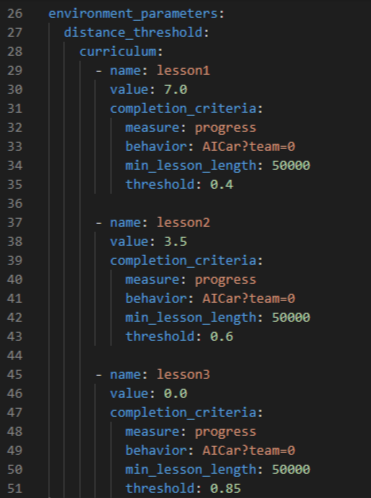 26 environment_parameters:
27 distance_threshold:
28 curriculum:
29 - name: lesson1
30 value: 7.0
31 completion_criteria:
32 measure: progress
33 behavior: AICar?team=0
34 min_lesson_length: 50000
35 threshold: 0.4
36
37 - name: lesson2
38 value: 3.5
39 completion_criteria:
40 measure: progress
41 behavior: AICar?team=0
42 min_lesson_length: 50000
43 threshold: 0.6
44
45 - name: lesson3
46 value: 0.0
47 completion_criteria:
48 measure: progress
49 behavior: AICar?team=0
50 min_lesson_length: 50000
51 threshold: 0.85